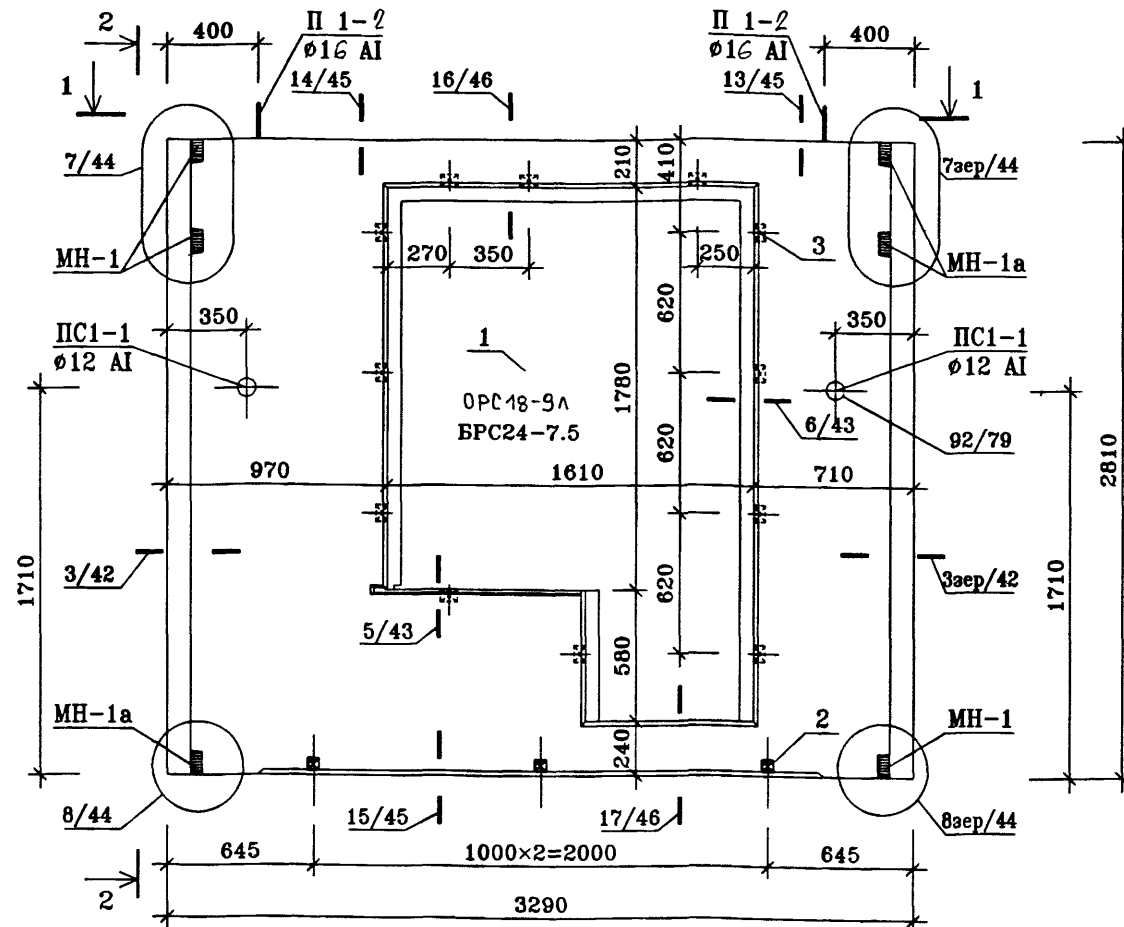 2
400
П 1-2
ø16 АI
П 1-2
ø16 АI
400
1
14/45
16/46
13/45
1
7/44
210
410
7зер/44
МН-1
270
350
250
3
МН-1а
350
620
350
ПС1-1
ø12 АI
1
1780
ПС1-1
ø12 АI
ОРС18-9л
БРС24-7.5
6/43
92/79
620
970
1610
710
2810
1710
3/42
3зер/42
1710
620
5/43
580
МН-1а
2
МН-1
240
8/44
15/45
17/46
8зер/44
645
1000×2=2000
645
2
3290